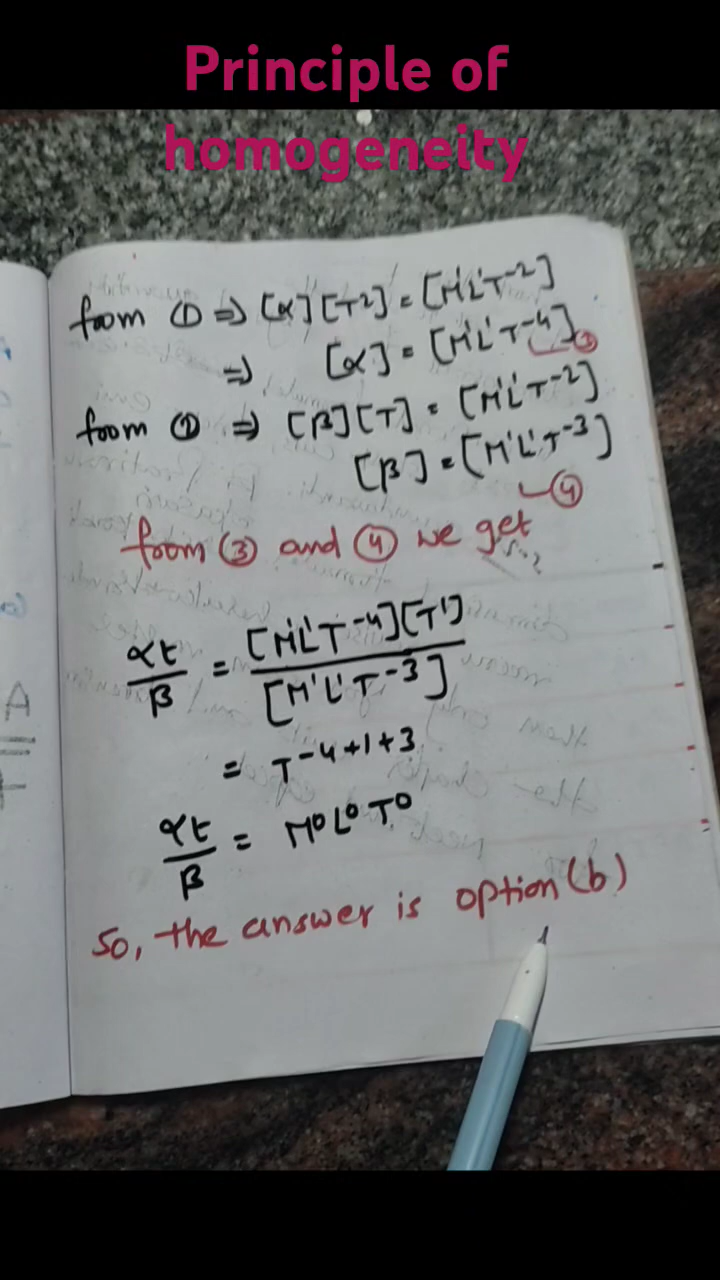 Principle of
homogeneity
from ① ⇒ [α][T²] = [M¹L¹T⁻²]
⇒ [α] = [M¹L¹T⁻⁴] ③
from ② ⇒ [β][T] = [M¹L¹T⁻²]
[β] = [M¹L¹T⁻³]
④
from ③ and ④ we get
αt/β = [M¹L¹T⁻⁴][T¹]/[M¹L¹T⁻³]
= T⁻⁴⁺¹⁺³
αt/β = M⁰L⁰T⁰
So, the answer is option (b)